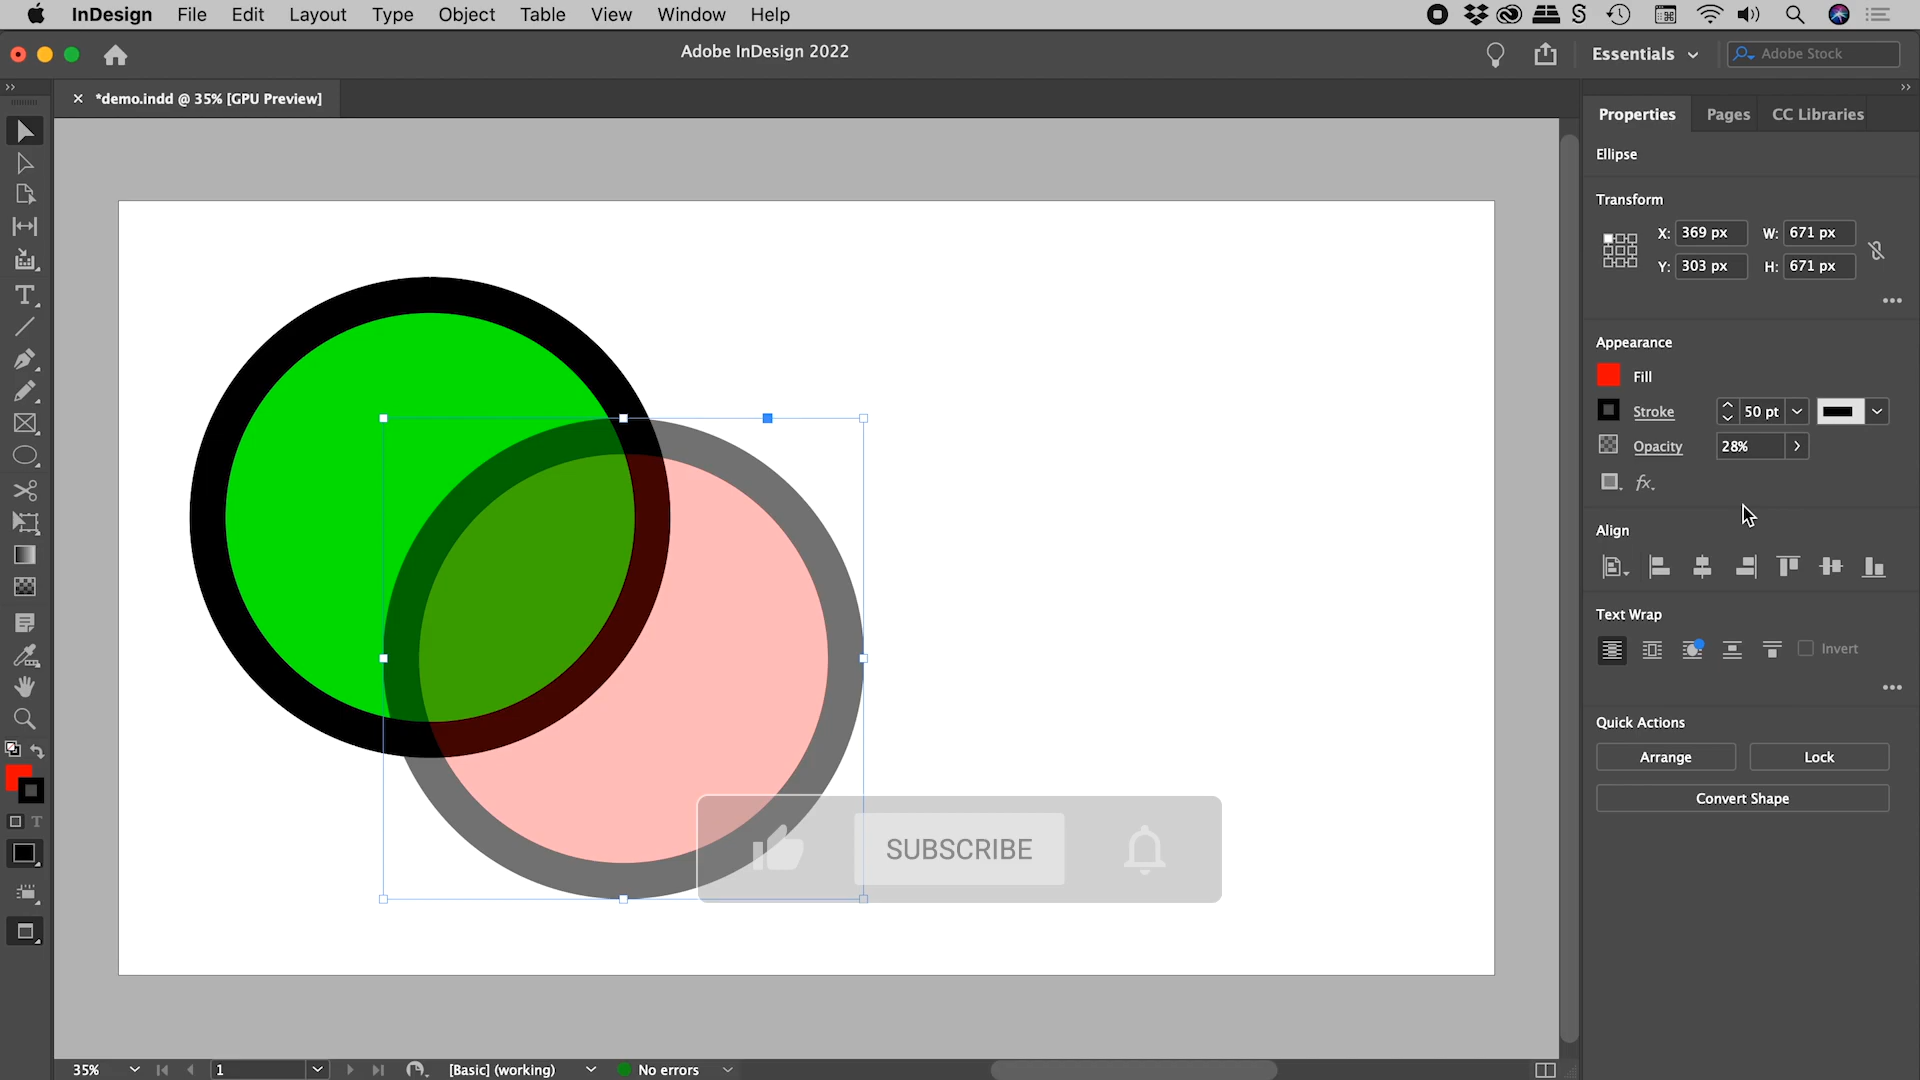 InDesign File Edit Layout Type Object Table View Window Help
Adobe InDesign 2022
Essentials
Adobe Stock
*demo.indd @ 35% [GPU Preview]
Properties Pages CC Libraries
Ellipse
Transform
X: 369 px W: 671 px
Y: 303 px H: 671 px
Appearance
Fill
Stroke 50 pt
Opacity 28%
fx
Align
Text Wrap
Invert
Quick Actions
Arrange Lock
Convert Shape
SUBSCRIBE
35% 1 [Basic] (working) No errors